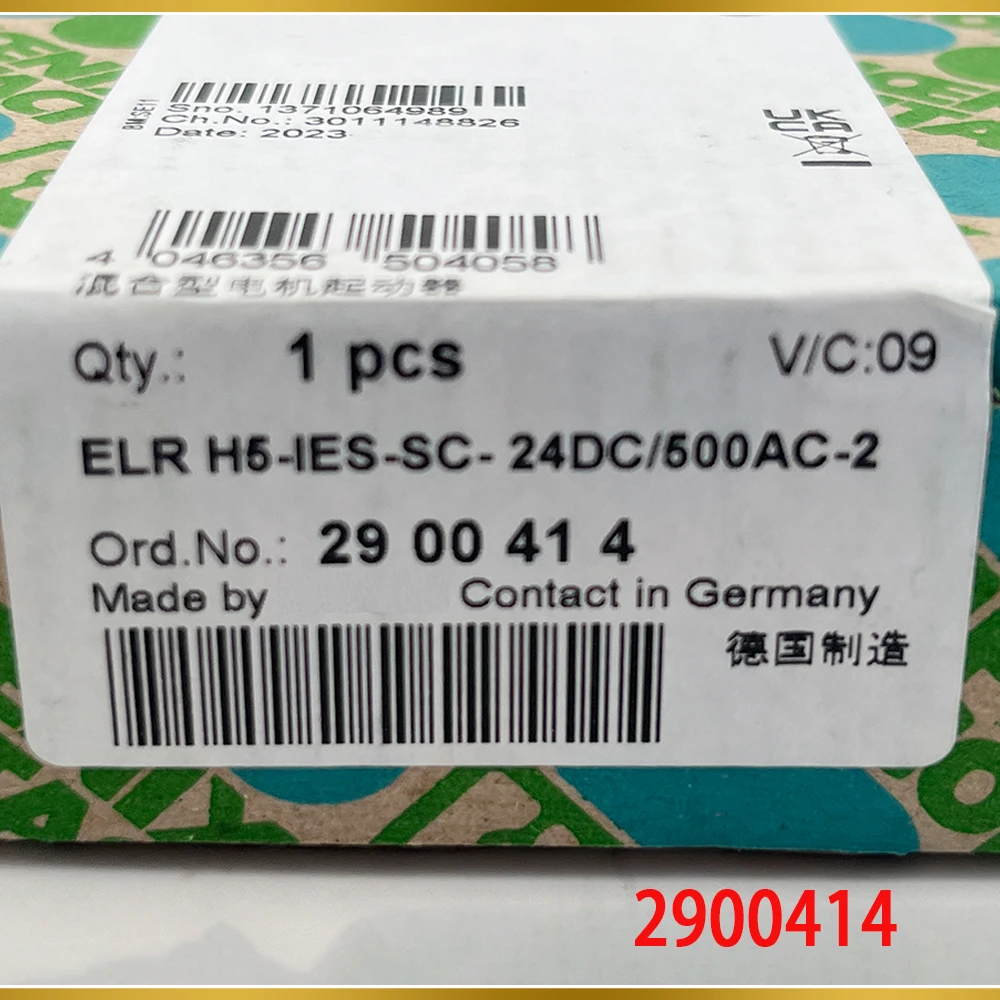 BMKSE11
Sno. 1371064989
Ch.No.: 3011148826
Date: 2023
4 046356 504058
混合型电机起动器
Qty.: 1 pcs V/C:09
ELR H5-IES-SC- 24DC/500AC-2
Ord.No.: 29 00 41 4
Made by Contact in Germany
德国制造
2900414